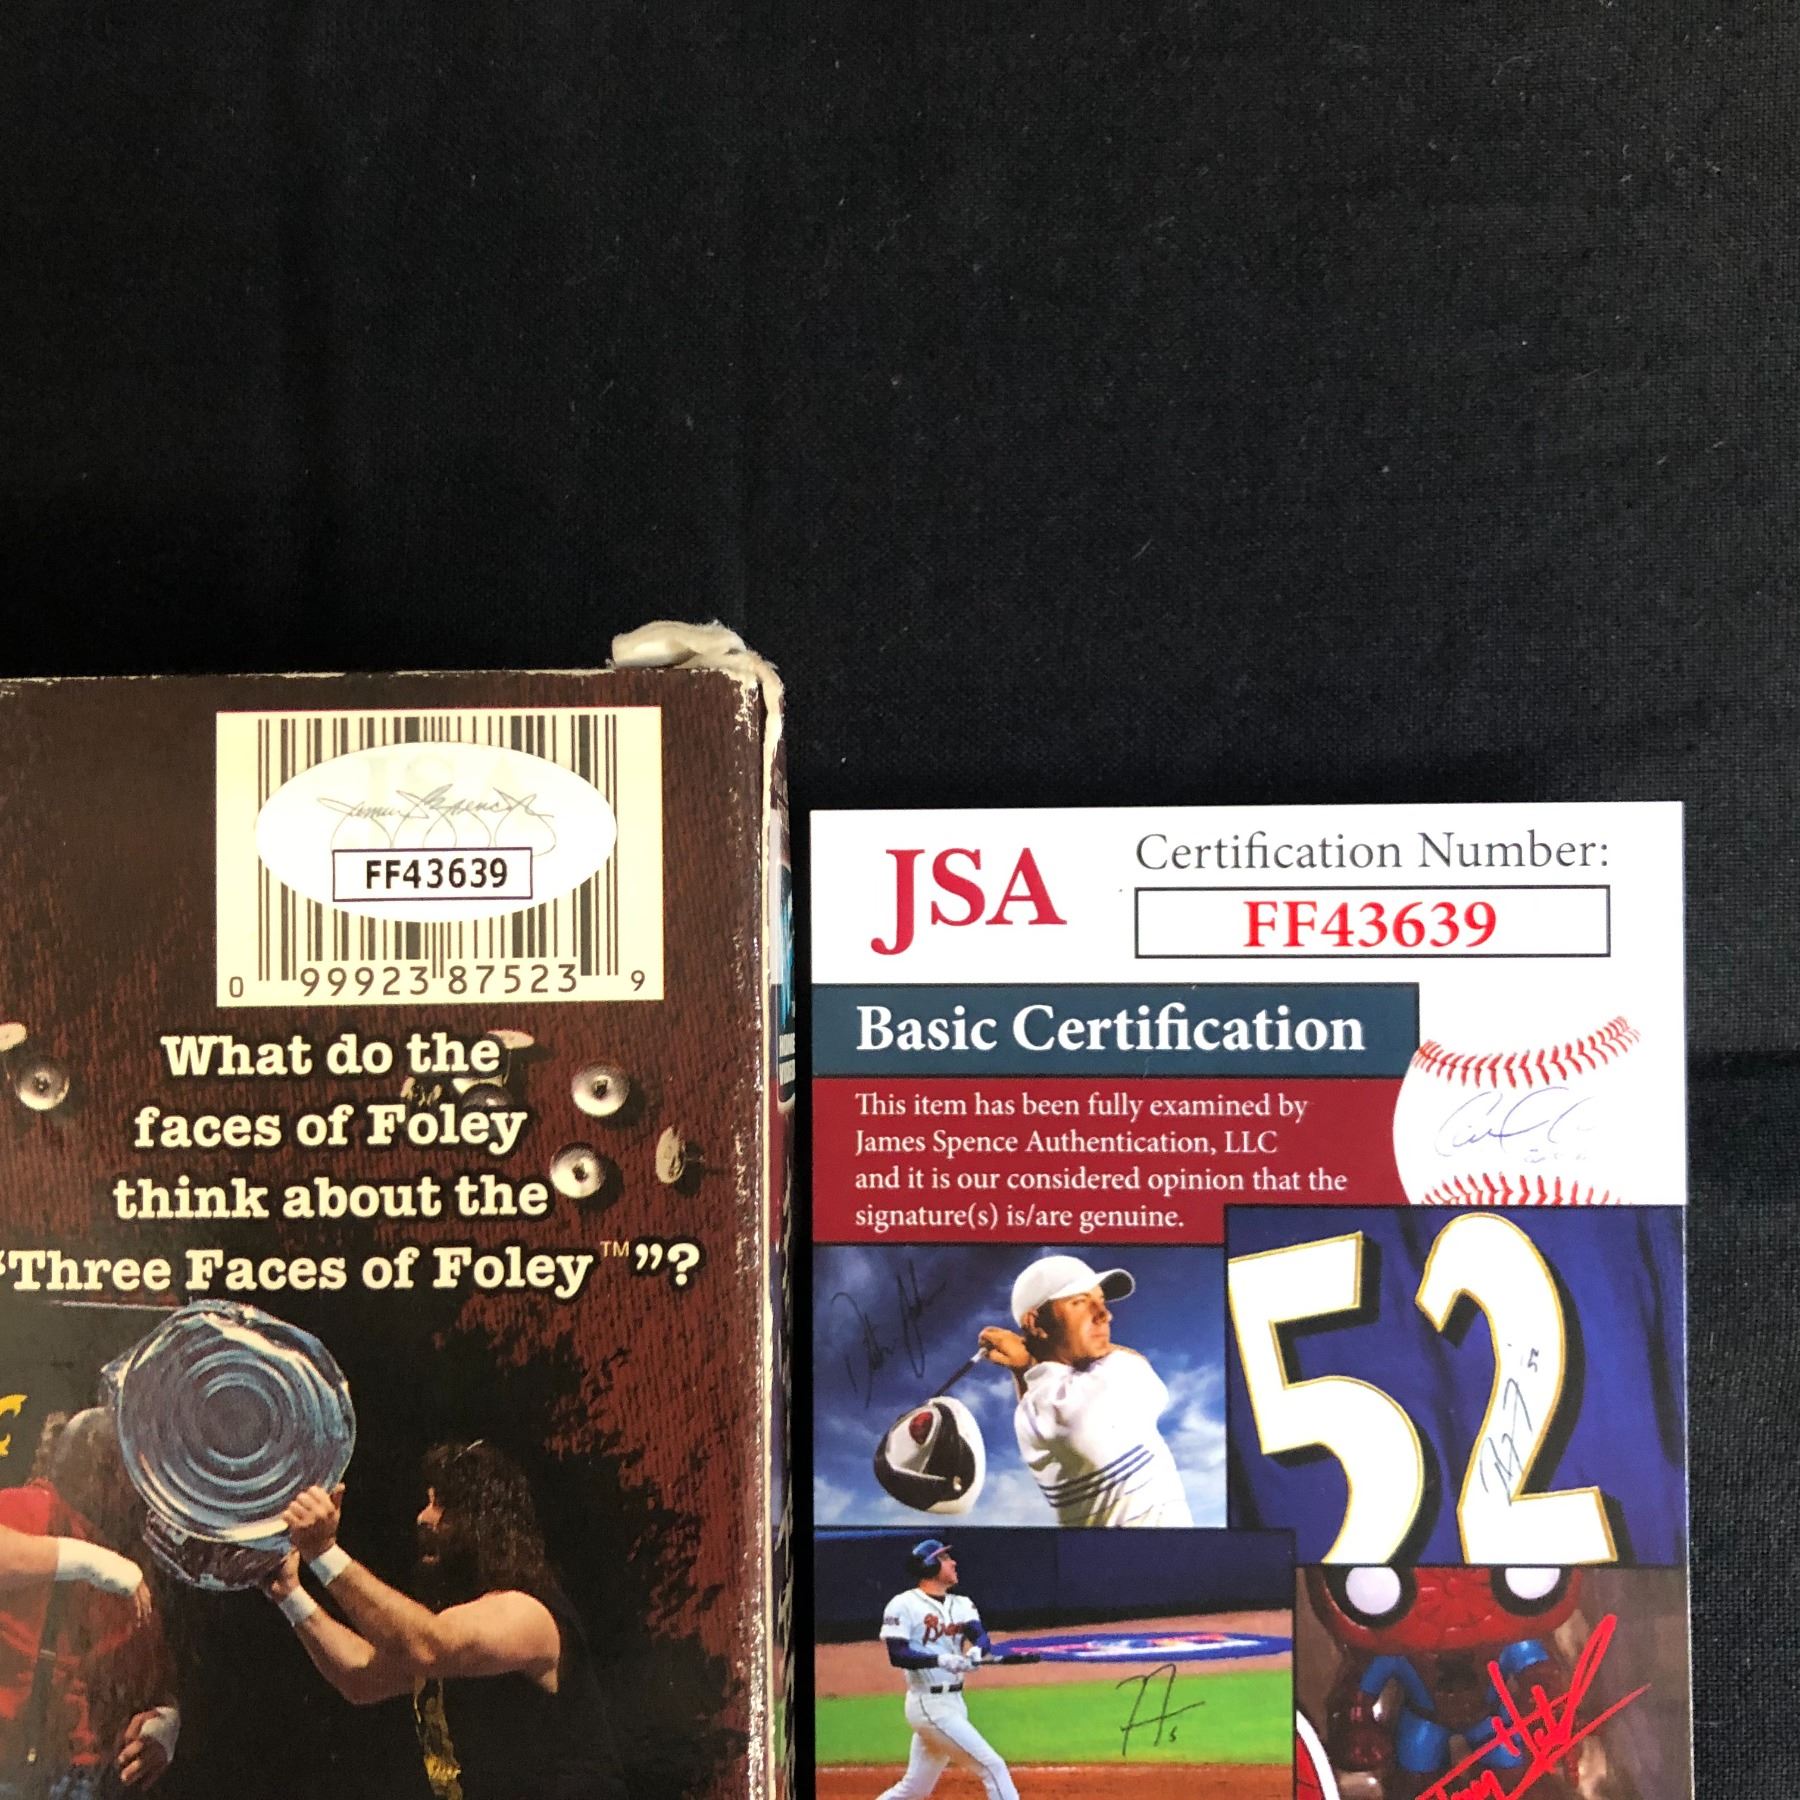 James Spence
FF43639
0 99923 87523 9
What do the
faces of Foley
think about the
“Three Faces of Foley™”?
JSA
Certification Number:
FF43639
Basic Certification
This item has been fully examined by
James Spence Authentication, LLC
and it is our considered opinion that the
signature(s) is/are genuine.
52